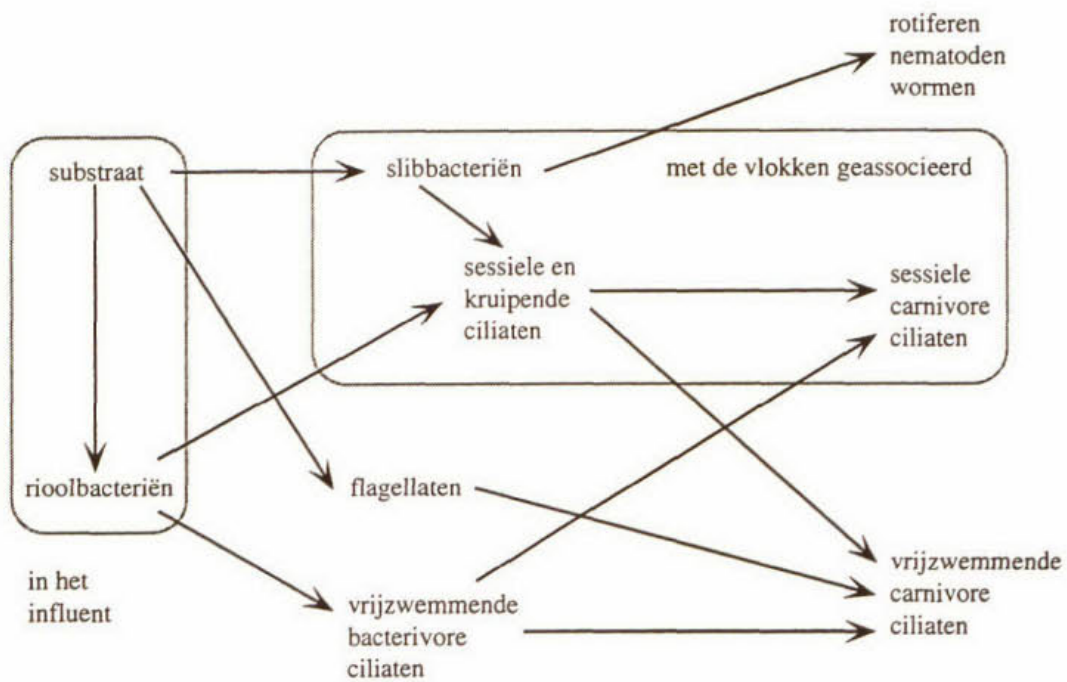 rotiferen
nematoden
wormen
substraat
slibbacteriën
met de vlokken geassocieerd
sessiele en
kruipende
ciliaten
sessiele
carnivore
ciliaten
rioolbacteriën
flagellaten
in het
influent
vrijzwemmende
bacterivore
ciliaten
vrijzwemmende
carnivore
ciliaten